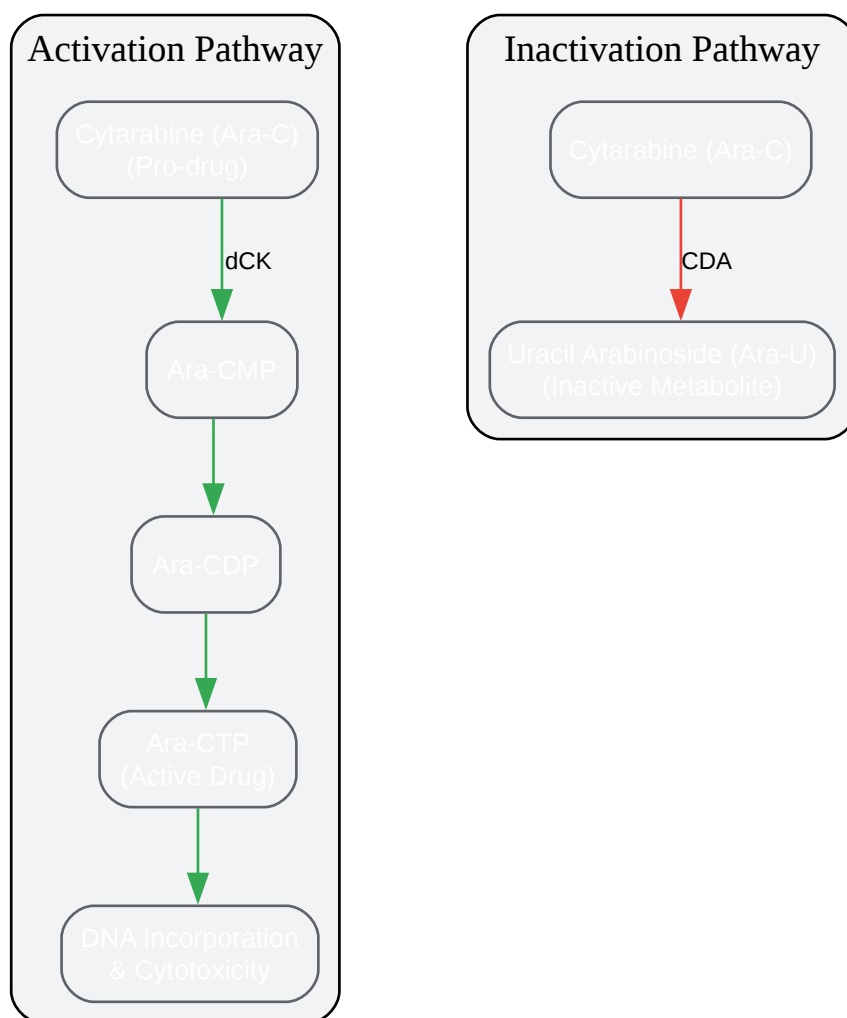 Activation Pathway
Cytarabine (Ara-C)
(Pro-drug)
dCK
Ara-CMP
Ara-CDP
Ara-CTP
(Active Drug)
DNA Incorporation
& Cytotoxicity
Inactivation Pathway
Cytarabine (Ara-C)
CDA
Uracil Arabinoside (Ara-U)
(Inactive Metabolite)